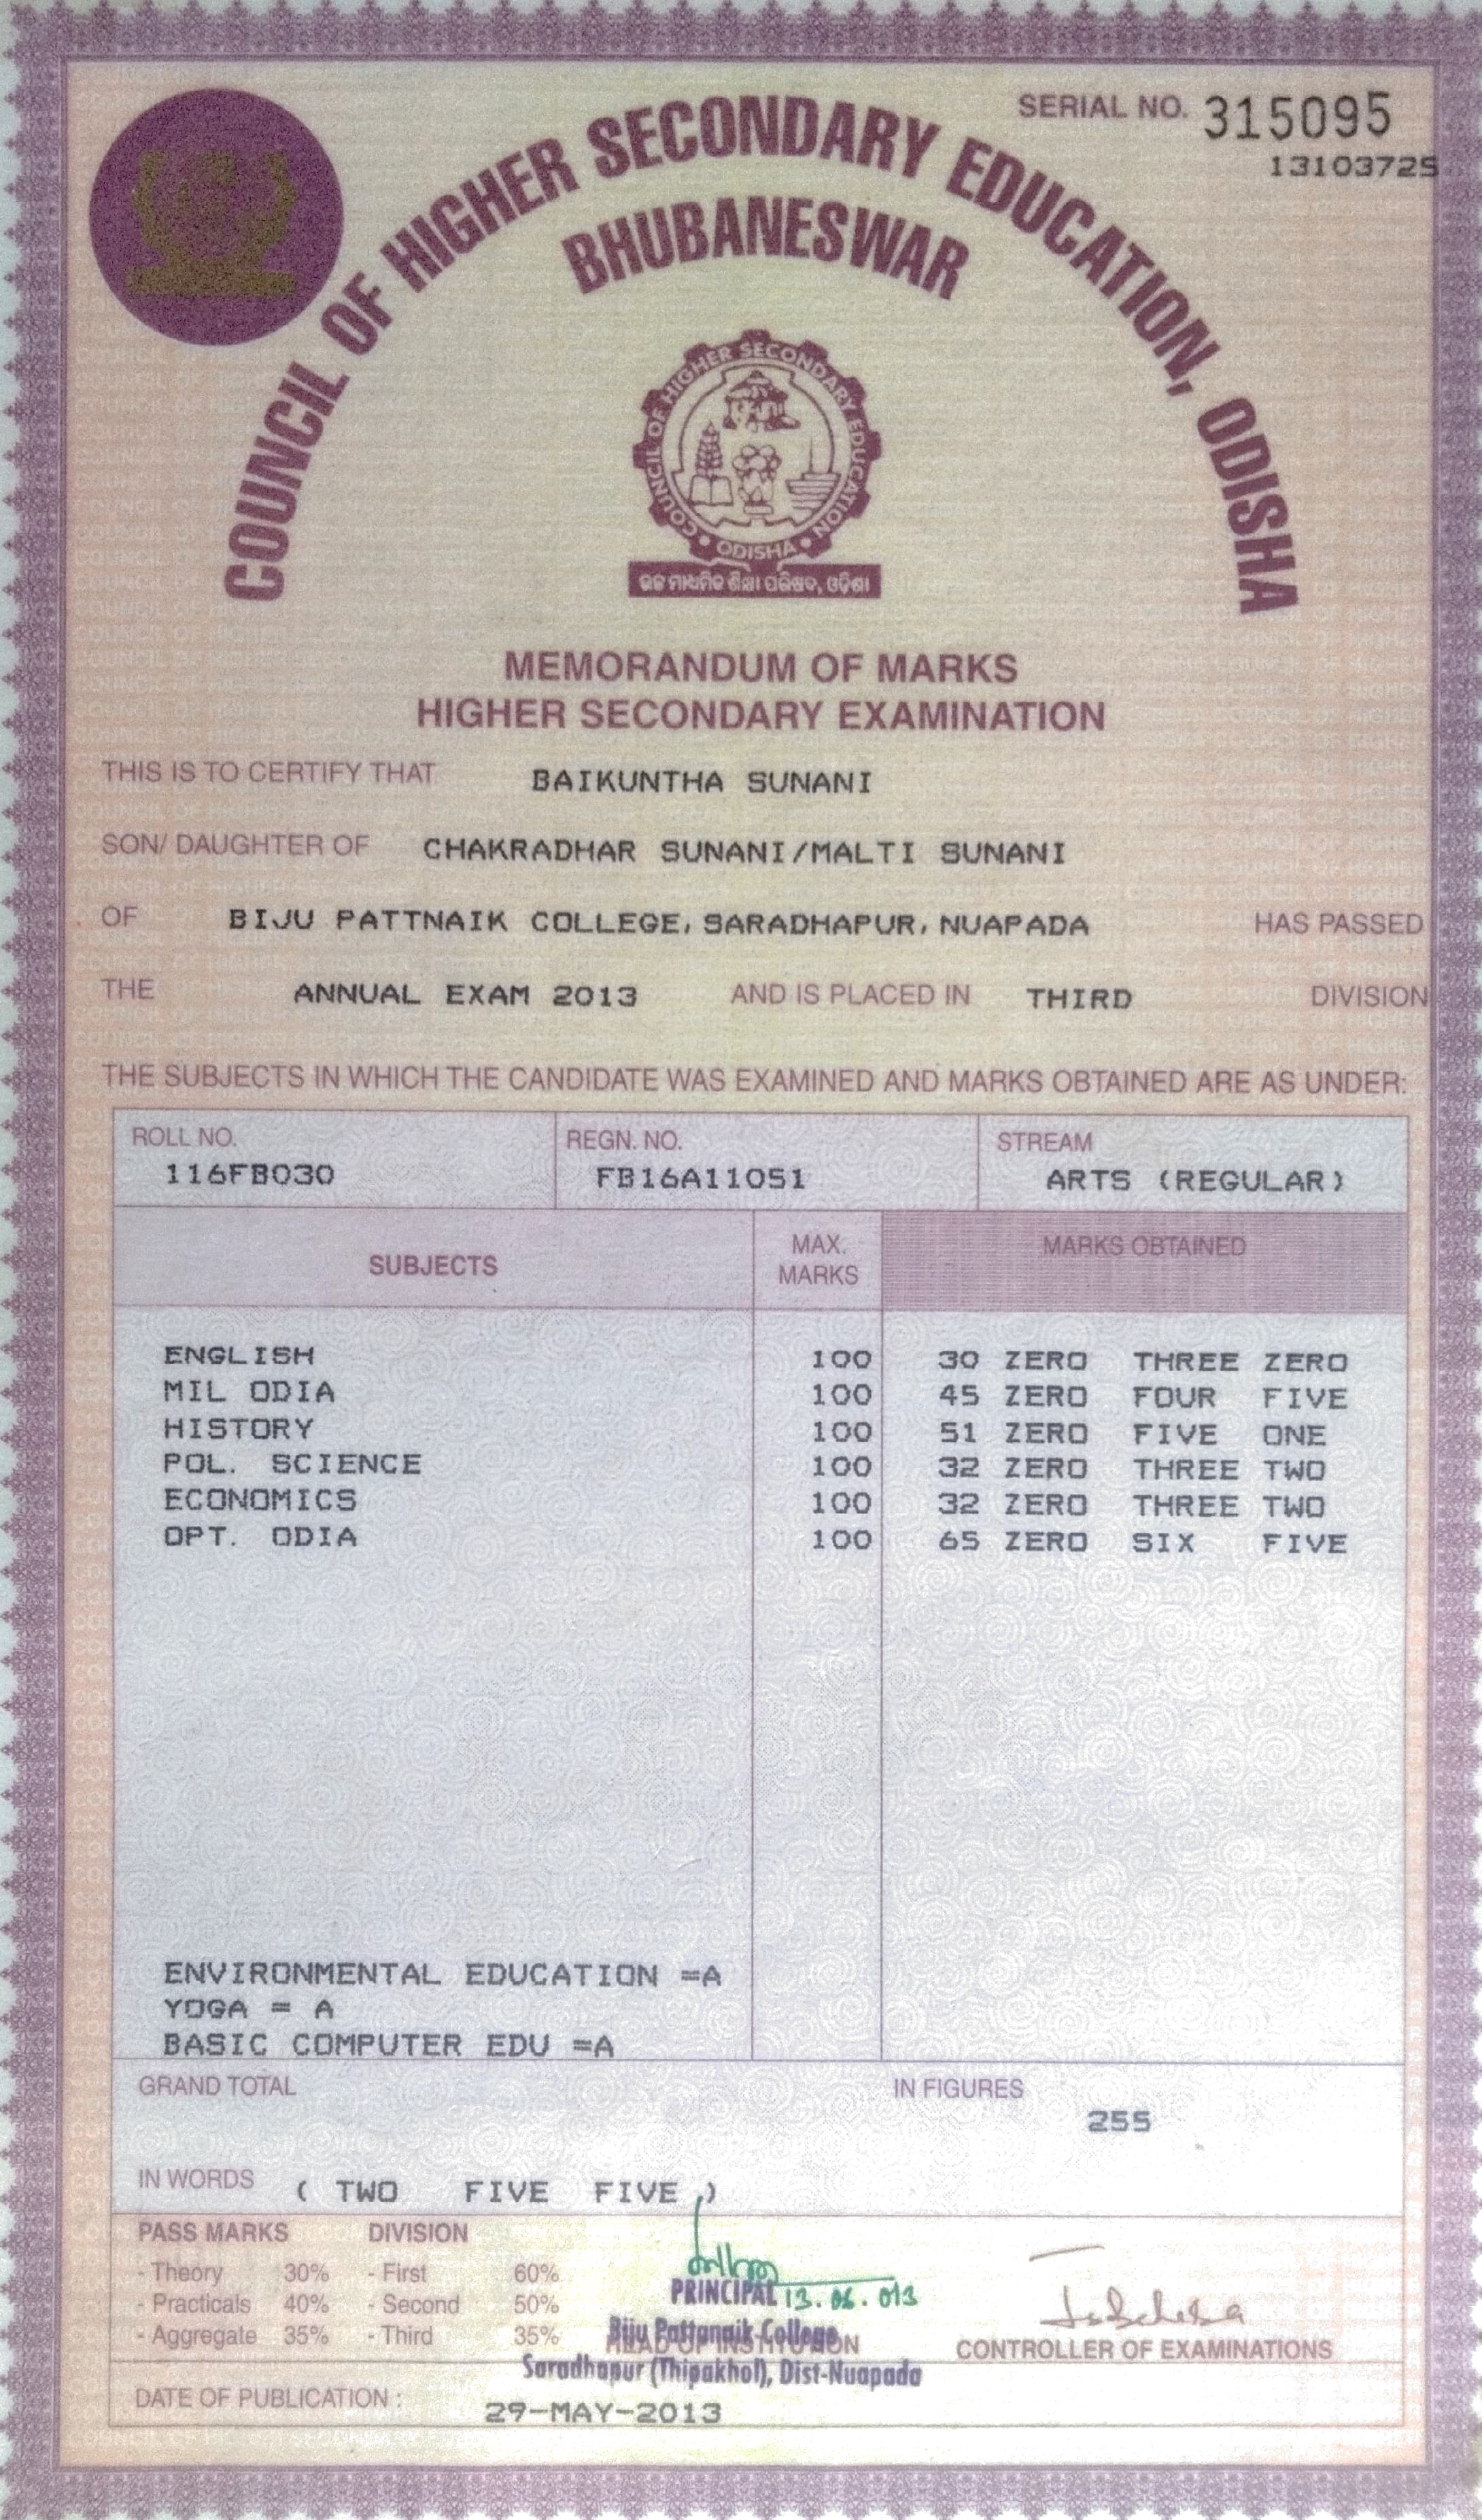 SERIAL NO. 315095
13103725
COUNCIL OF HIGHER SECONDARY EDUCATION, ODISHA
BHUBANESWAR
COUNCIL OF HIGHER SECONDARY EDUCATION • ODISHA •
ଉଚ୍ଚ ମାଧ୍ୟମିକ ଶିକ୍ଷା ପରିଷଦ, ଓଡ଼ିଶା
MEMORANDUM OF MARKS
HIGHER SECONDARY EXAMINATION
THIS IS TO CERTIFY THAT BAIKUNTHA SUNANI
SON/ DAUGHTER OF CHAKRADHAR SUNANI/MALTI SUNANI
OF BIJU PATTNAIK COLLEGE, SARADHAPUR, NUAPADA HAS PASSED
THE ANNUAL EXAM 2013 AND IS PLACED IN THIRD DIVISION
THE SUBJECTS IN WHICH THE CANDIDATE WAS EXAMINED AND MARKS OBTAINED ARE AS UNDER:
ROLL NO. REGN. NO. STREAM
116FB030 FB16A11051 ARTS (REGULAR)
SUBJECTS MAX. MARKS MARKS OBTAINED
ENGLISH 100 30 ZERO THREE ZERO
MIL ODIA 100 45 ZERO FOUR FIVE
HISTORY 100 51 ZERO FIVE ONE
POL. SCIENCE 100 32 ZERO THREE TWO
ECONOMICS 100 32 ZERO THREE TWO
OPT. ODIA 100 65 ZERO SIX FIVE
ENVIRONMENTAL EDUCATION =A
YOGA = A
BASIC COMPUTER EDU =A
GRAND TOTAL IN FIGURES
255
IN WORDS ( TWO FIVE FIVE )
PASS MARKS DIVISION
- Theory 30% - First 60%
- Practicals 40% - Second 50%
- Aggregate 35% - Third 35%
PRINCIPAL 13.06.013
Biju Pattanaik College
HEAD OF INSTITUTION
Saradhapur (Thipakhol), Dist-Nuapada
CONTROLLER OF EXAMINATIONS
DATE OF PUBLICATION : 29-MAY-2013